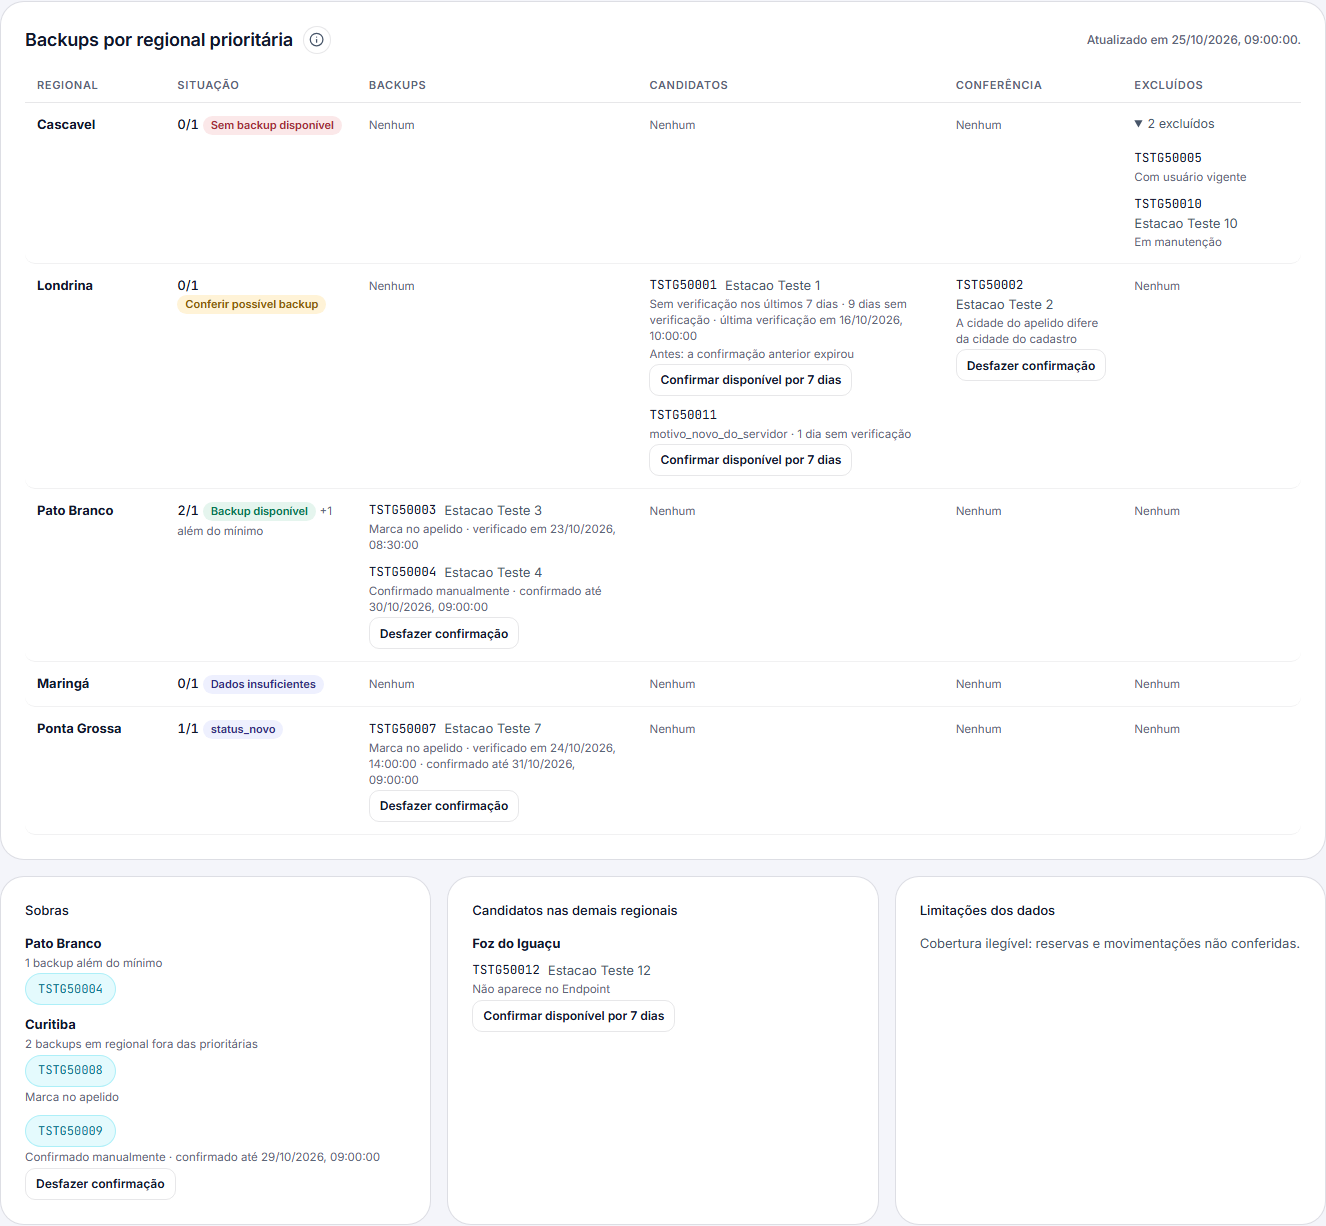 Backups por regional prioritária
Atualizado em 25/10/2026, 09:00:00.
REGIONAL SITUAÇÃO BACKUPS CANDIDATOS CONFERÊNCIA EXCLUÍDOS
Cascavel 0/1 Sem backup disponível Nenhum Nenhum Nenhum ▼ 2 excluídos
TSTG50005
Com usuário vigente
TSTG50010
Estacao Teste 10
Em manutenção
Londrina
0/1
Conferir possível backup
Nenhum
TSTG50001 Estacao Teste 1
Sem verificação nos últimos 7 dias · 9 dias sem
verificação · última verificação em 16/10/2026,
10:00:00
Antes: a confirmação anterior expirou
Confirmar disponível por 7 dias
TSTG50011
motivo_novo_do_servidor · 1 dia sem verificação
Confirmar disponível por 7 dias
TSTG50002
Estacao Teste 2
A cidade do apelido difere
da cidade do cadastro
Desfazer confirmação
Nenhum
Pato Branco
2/1 Backup disponível +1
além do mínimo
TSTG50003 Estacao Teste 3
Marca no apelido · verificado em 23/10/2026,
08:30:00
TSTG50004 Estacao Teste 4
Confirmado manualmente · confirmado até
30/10/2026, 09:00:00
Desfazer confirmação
Nenhum
Nenhum
Nenhum
Maringá 0/1 Dados insuficientes Nenhum Nenhum Nenhum Nenhum
Ponta Grossa
1/1 status_novo
TSTG50007 Estacao Teste 7
Marca no apelido · verificado em 24/10/2026,
14:00:00 · confirmado até 31/10/2026,
09:00:00
Desfazer confirmação
Nenhum
Nenhum
Nenhum
Sobras
Pato Branco
1 backup além do mínimo
TSTG50004
Curitiba
2 backups em regional fora das prioritárias
TSTG50008
Marca no apelido
TSTG50009
Confirmado manualmente · confirmado até 29/10/2026, 09:00:00
Desfazer confirmação
Candidatos nas demais regionais
Foz do Iguaçu
TSTG50012 Estacao Teste 12
Não aparece no Endpoint
Confirmar disponível por 7 dias
Limitações dos dados
Cobertura ilegível: reservas e movimentações não conferidas.